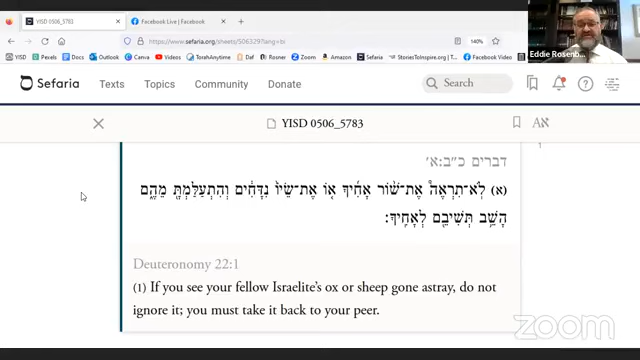 YISD 0506_5783
Facebook Live | Facebook
https://www.sefaria.org/sheets/506329?lang=bi
140%
YISD
Pelvis
Docs
Outlook
Canva
Videos
TorahAnytime
Daf
Rosner
Zoom
Amazon
Sefaria
StoriesToInspire.org |...
Facebook Video
Eddie Rosenb
Sefaria
Texts
Topics
Community
Donate
Search
YISD 0506_5783
1
דברים כ״ב:א׳
(א) לֹֽא־תִרְאֶה֩ אֶת־שׁ֨וֹר אָחִ֜יךָ א֤וֹ אֶת־שֵׂיוֹ֙ נִדָּחִ֔ים וְהִתְעַלַּמְתָּ֖ מֵהֶ֑ם
הָשֵׁ֥ב תְּשִׁיבֵ֖ם לְאָחִֽיךָ׃
Deuteronomy 22:1
(1) If you see your fellow Israelite's ox or sheep gone astray, do not
ignore it; you must take it back to your peer.
zoom